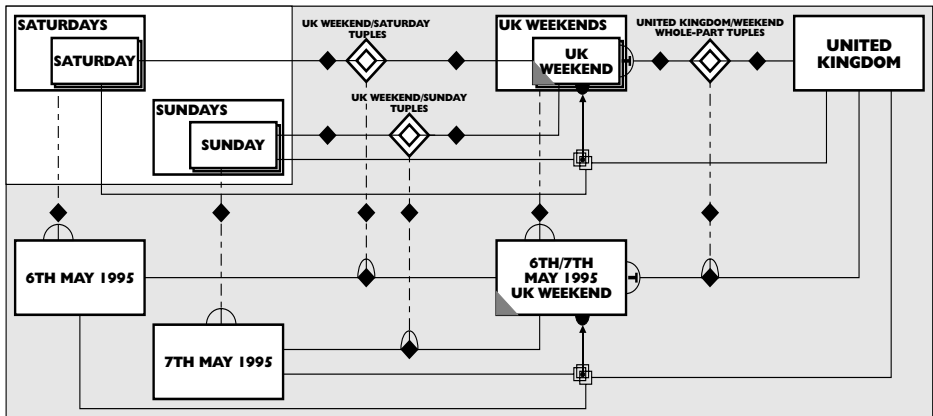 SATURDAYS
SATURDAY
UK WEEKEND/SATURDAY
TUPLES
UK WEEKENDS
UK
WEEKEND
UNITED KINGDOM/WEEKEND
WHOLE-PART TUPLES
UNITED
KINGDOM
SUNDAYS
SUNDAY
UK WEEKEND/SUNDAY
TUPLES
T
6TH MAY 1995
6TH/7TH
MAY 1995
UK WEEKEND
T
7TH MAY 1995